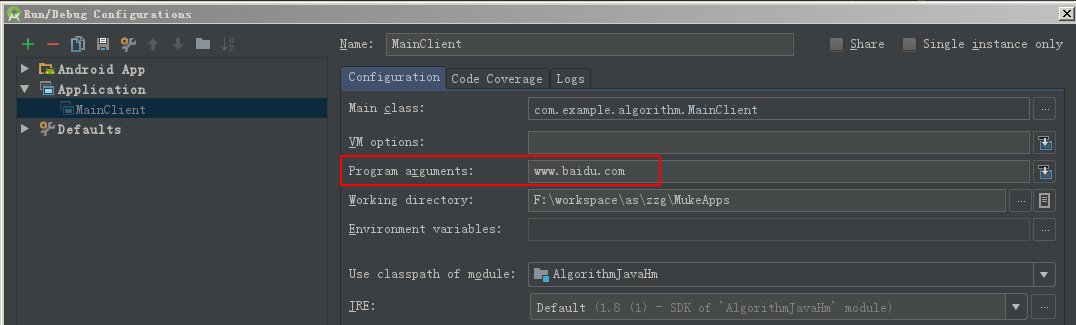 Run/Debug Configurations
Name: MainClient
Share
Single instance only
Android App
Application
MainClient
Defaults
Configuration Code Coverage Logs
Main class: com.example.algorithm.MainClient
VM options:
Program arguments: www.baidu.com
Working directory: F:\workspace\as\zzg\MukeApps
Environment variables:
Use classpath of module: AlgorithmJavaHm
JRE: Default (1.8 (1) - SDK of 'AlgorithmJavaHm' module)